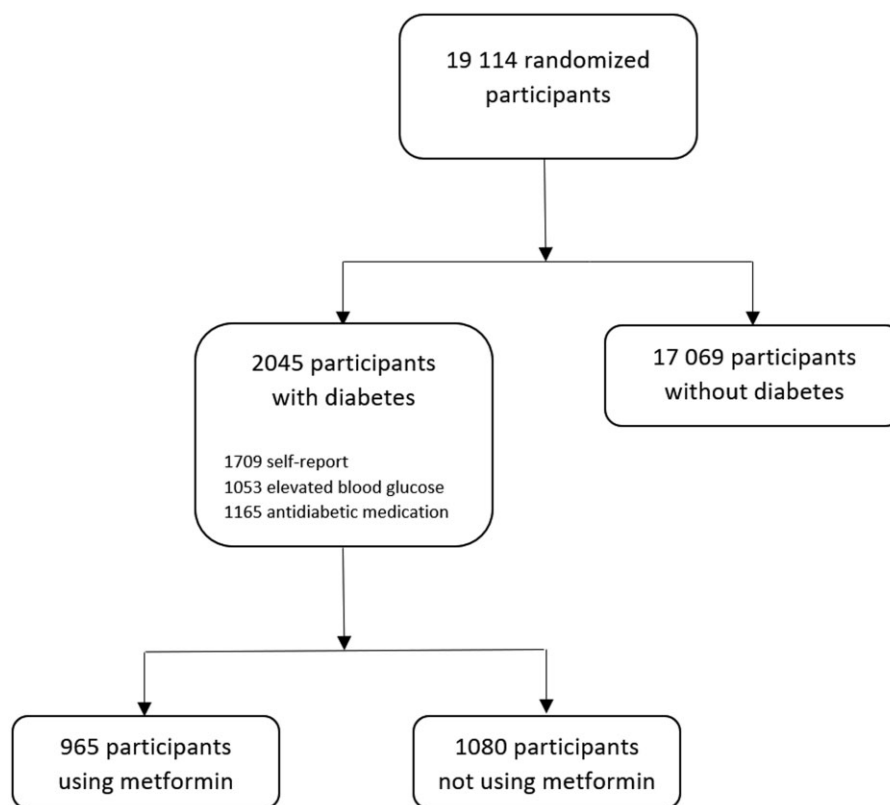 19 114 randomized
participants
2045 participants
with diabetes
1709 self-report
1053 elevated blood glucose
1165 antidiabetic medication
17 069 participants
without diabetes
965 participants
using metformin
1080 participants
not using metformin